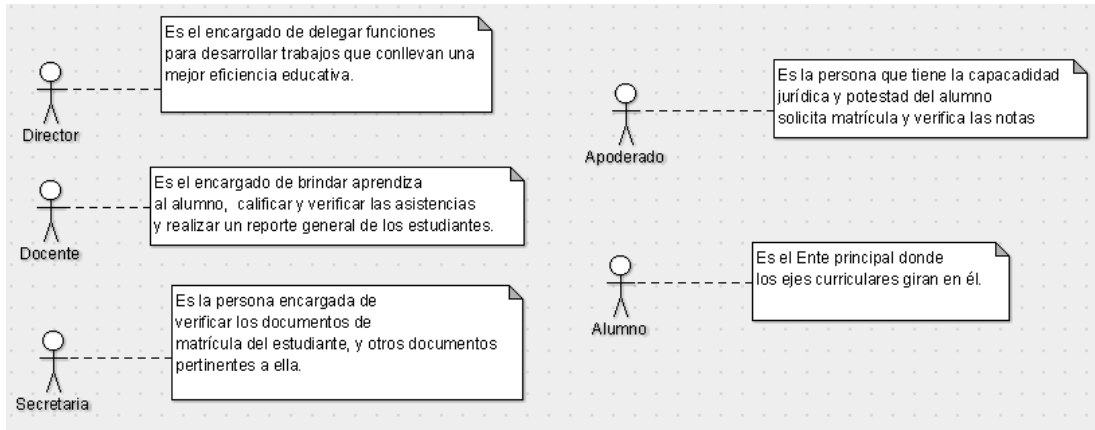 Es el encargado de delegar funciones
para desarrollar trabajos que conllevan una
mejor eficiencia educativa.
Director
Es el encargado de brindar aprendiza
al alumno, calificar y verificar las asistencias
y realizar un reporte general de los estudiantes.
Docente
Es la persona encargada de
verificar los documentos de
matrícula del estudiante, y otros documentos
pertinentes a ella.
Secretaria
Es la persona que tiene la capacadidad
jurídica y potestad del alumno
solicita matrícula y verifica las notas
Apoderado
Es el Ente principal donde
los ejes curriculares giran en él.
Alumno